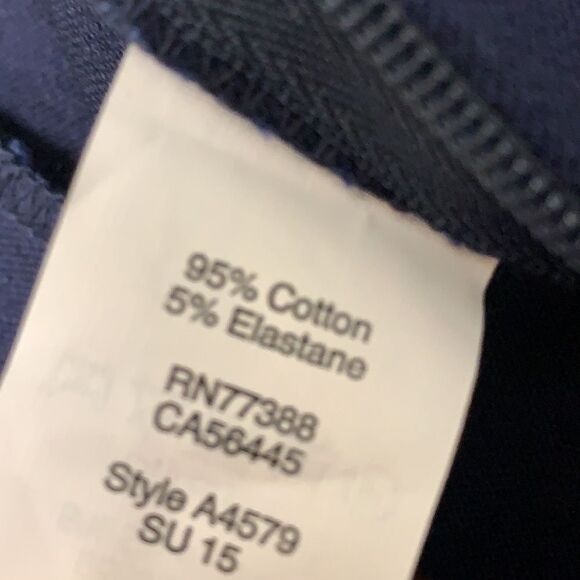 95% Cotton
5% Elastane
RN77388
CA56445
Style A4579
SU 15